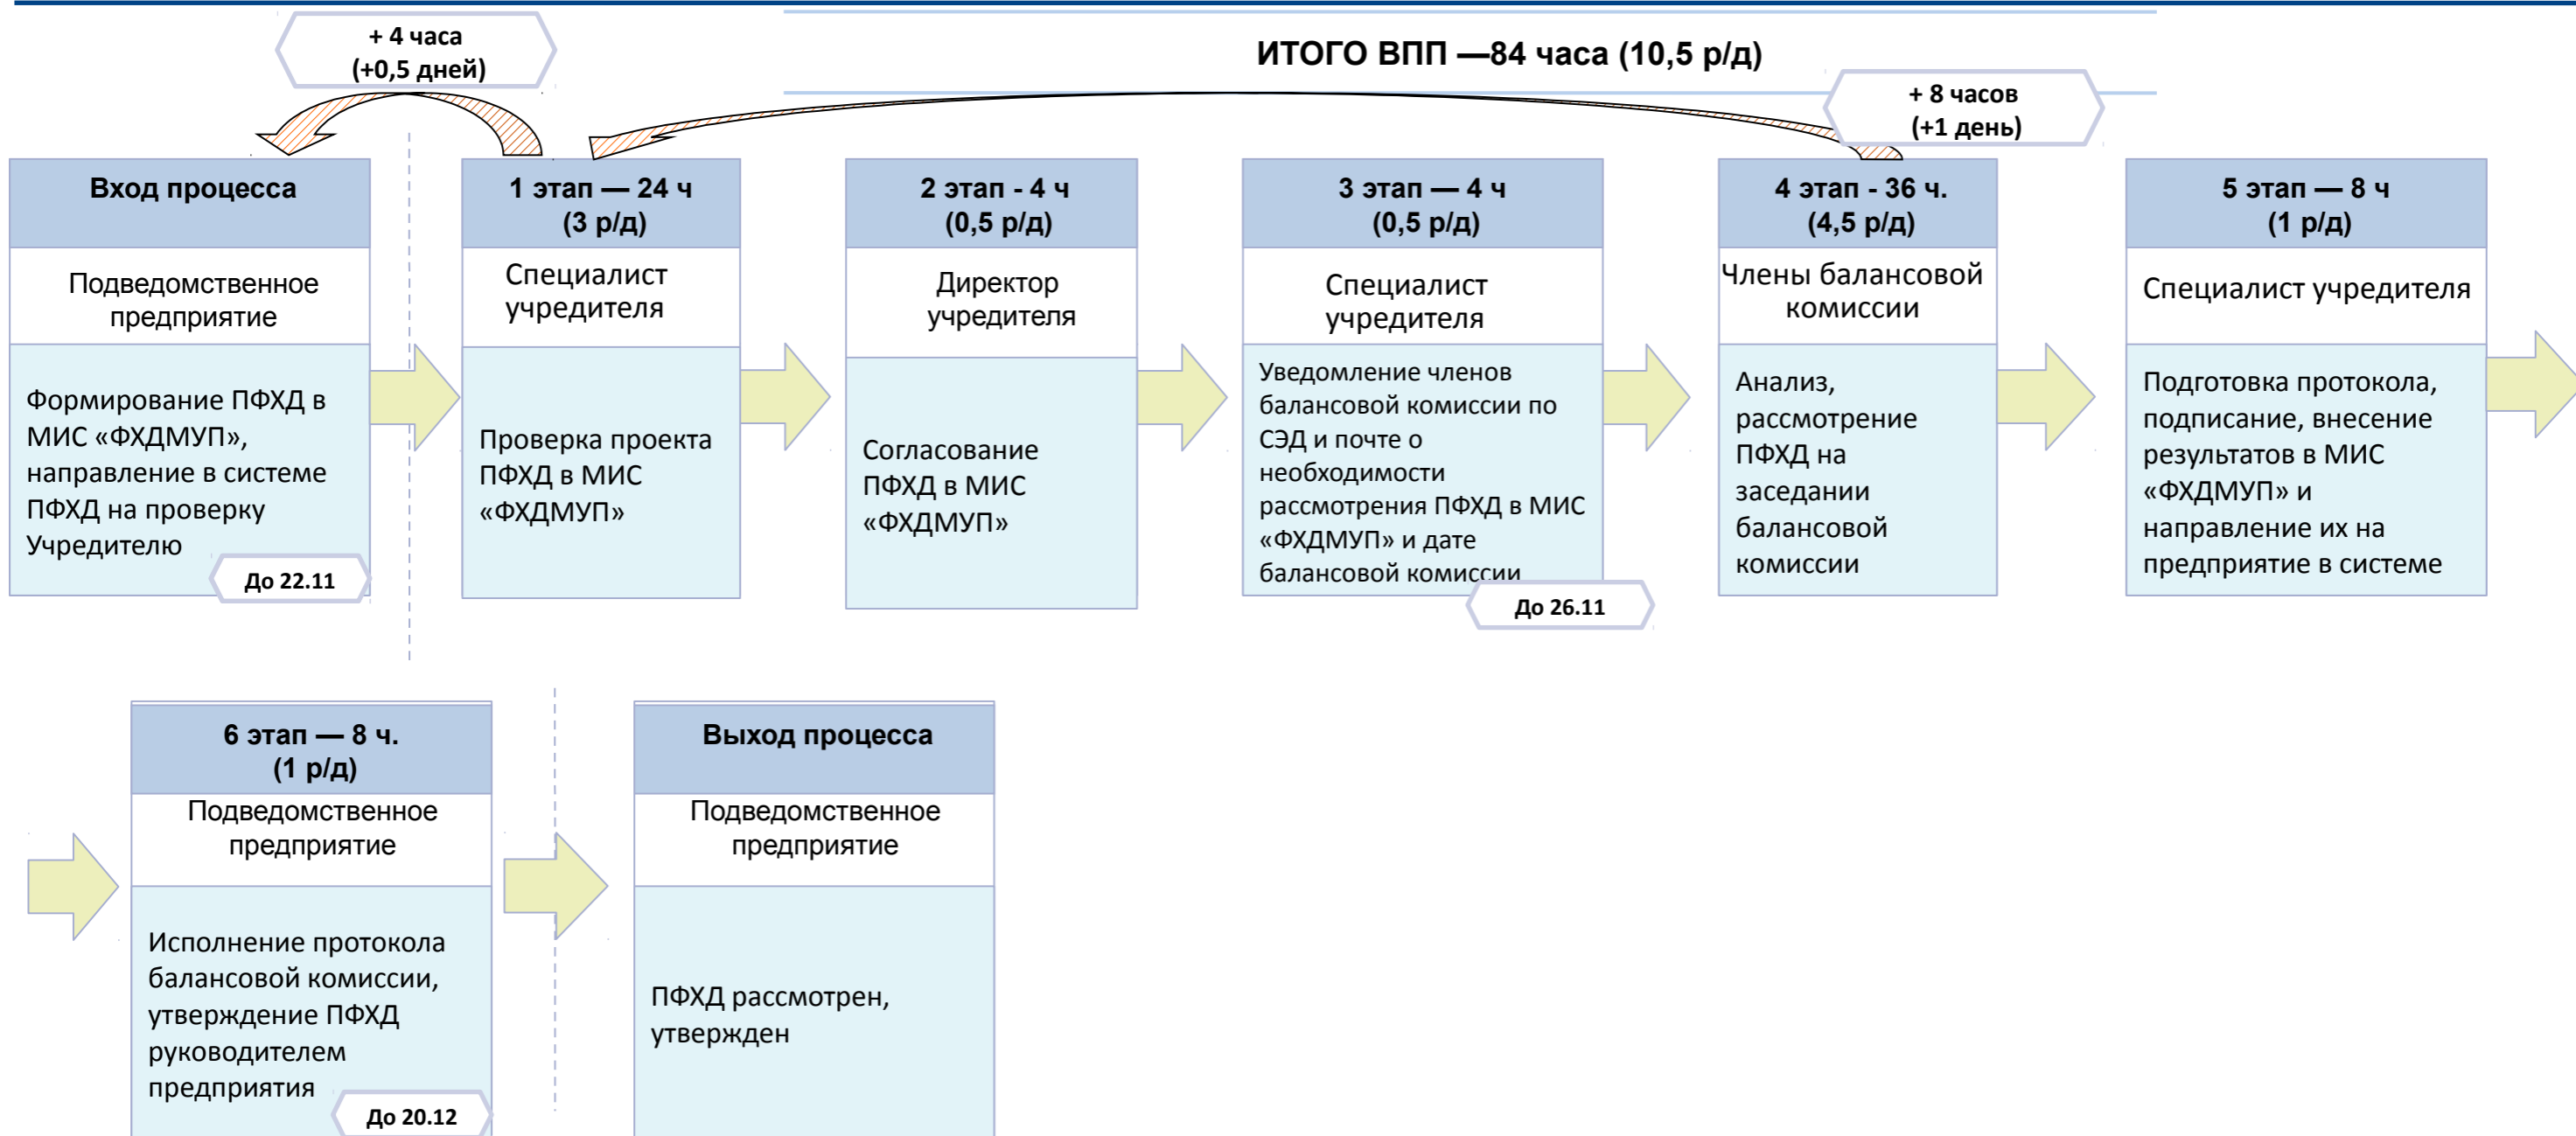 + 4 часа
(+0,5 дней)
ИТОГО ВПП —84 часа (10,5 р/д)
+ 8 часов
(+1 день)
Вход процесса
Подведомственное
предприятие
Формирование ПФХД в
МИС «ФХДМУП»,
направление в системе
ПФХД на проверку
Учредителю
До 22.11
1 этап — 24 ч
(3 р/д)
Специалист
учредителя
Проверка проекта
ПФХД в МИС
«ФХДМУП»
2 этап - 4 ч
(0,5 р/д)
Директор
учредителя
Согласование
ПФХД в МИС
«ФХДМУП»
3 этап — 4 ч
(0,5 р/д)
Специалист
учредителя
Уведомление членов
балансовой комиссии по
СЭД и почте о
необходимости
рассмотрения ПФХД в МИС
«ФХДМУП» и дате
балансовой комиссии
До 26.11
4 этап - 36 ч.
(4,5 р/д)
Члены балансовой
комиссии
Анализ,
рассмотрение
ПФХД на
заседании
балансовой
комиссии
5 этап — 8 ч
(1 р/д)
Специалист учредителя
Подготовка протокола,
подписание, внесение
результатов в МИС
«ФХДМУП» и
направление их на
предприятие в системе
6 этап — 8 ч.
(1 р/д)
Подведомственное
предприятие
Исполнение протокола
балансовой комиссии,
утверждение ПФХД
руководителем
предприятия
До 20.12
Выход процесса
Подведомственное
предприятие
ПФХД рассмотрен,
утвержден